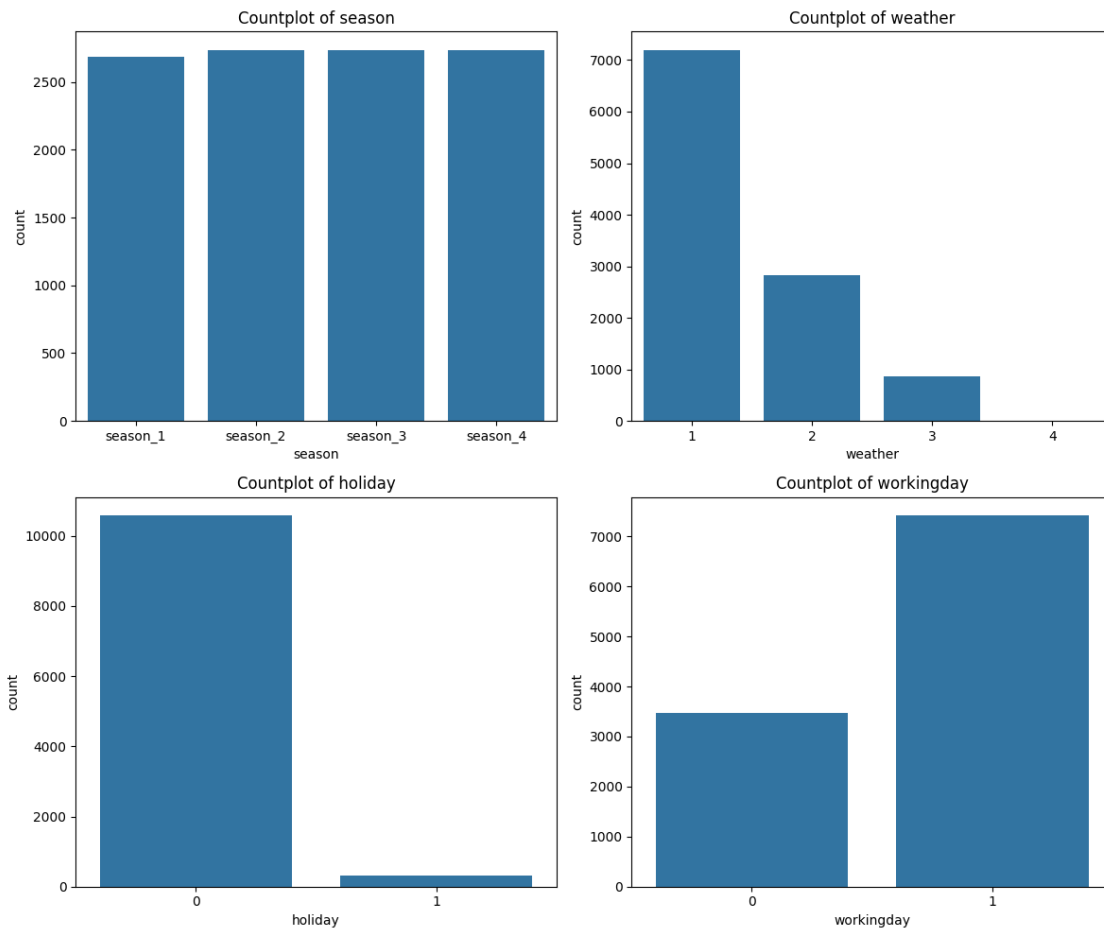 Countplot of season
2500
2000
1500
1000
500
0
count
season_1 season_2 season_3 season_4
season
Countplot of weather
7000
6000
5000
4000
3000
2000
1000
0
count
1 2 3 4
weather
Countplot of holiday
10000
8000
6000
4000
2000
0
count
0 1
holiday
Countplot of workingday
7000
6000
5000
4000
3000
2000
1000
0
count
0 1
workingday